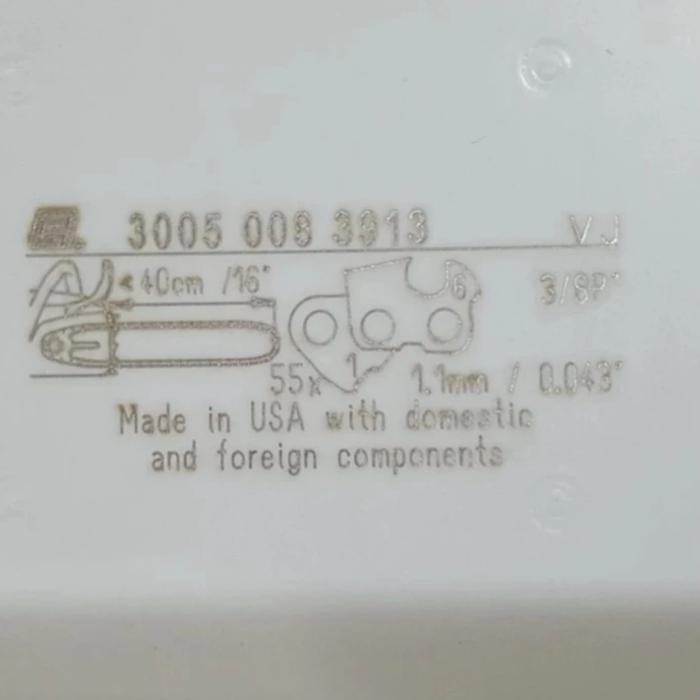 3005 008 3913 VJ
40cm /16"
6
3/8P"
55x
1
1.1mm / 0.043"
Made in USA with domestic
and foreign components